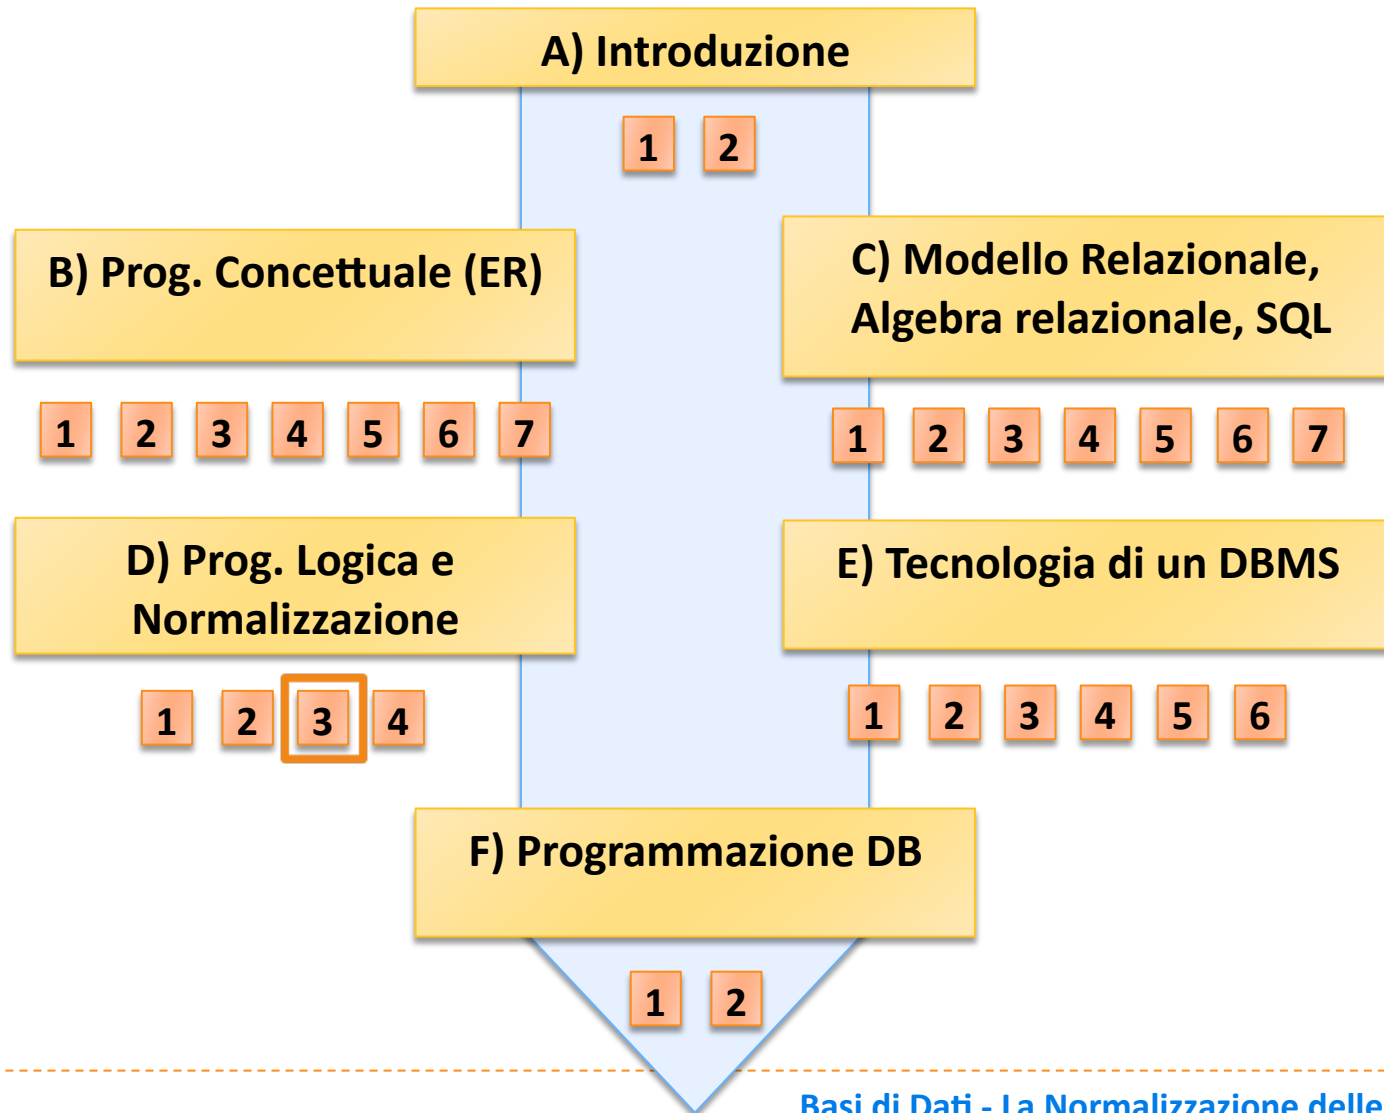 A) Introduzione
1 2
B) Prog. Concettuale (ER)
1 2 3 4 5 6 7
C) Modello Relazionale,
Algebra relazionale, SQL
1 2 3 4 5 6 7
D) Prog. Logica e
Normalizzazione
1 2 3 4
E) Tecnologia di un DBMS
1 2 3 4 5 6
F) Programmazione DB
1 2
Basi di Dati - La Normalizzazione delle